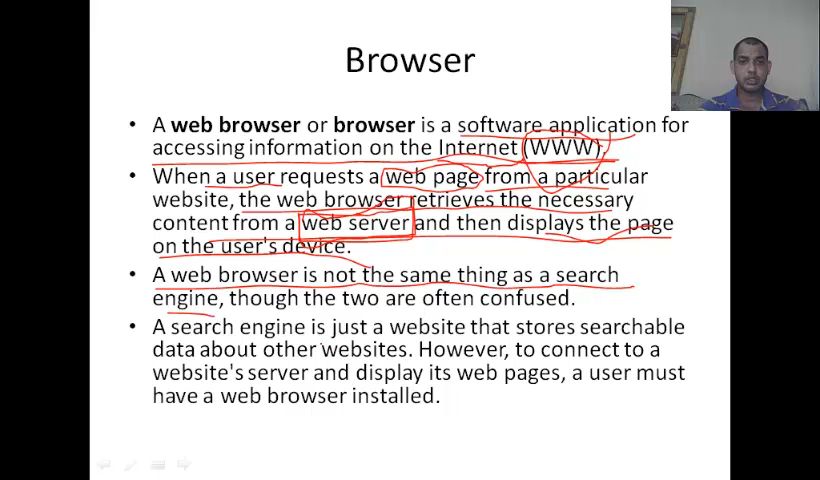 Browser
• A web browser or browser is a software application for
accessing information on the Internet (WWW).
• When a user requests a web page from a particular
website, the web browser retrieves the necessary
content from a web server and then displays the page
on the user's device.
• A web browser is not the same thing as a search
engine, though the two are often confused.
• A search engine is just a website that stores searchable
data about other websites. However, to connect to a
website's server and display its web pages, a user must
have a web browser installed.